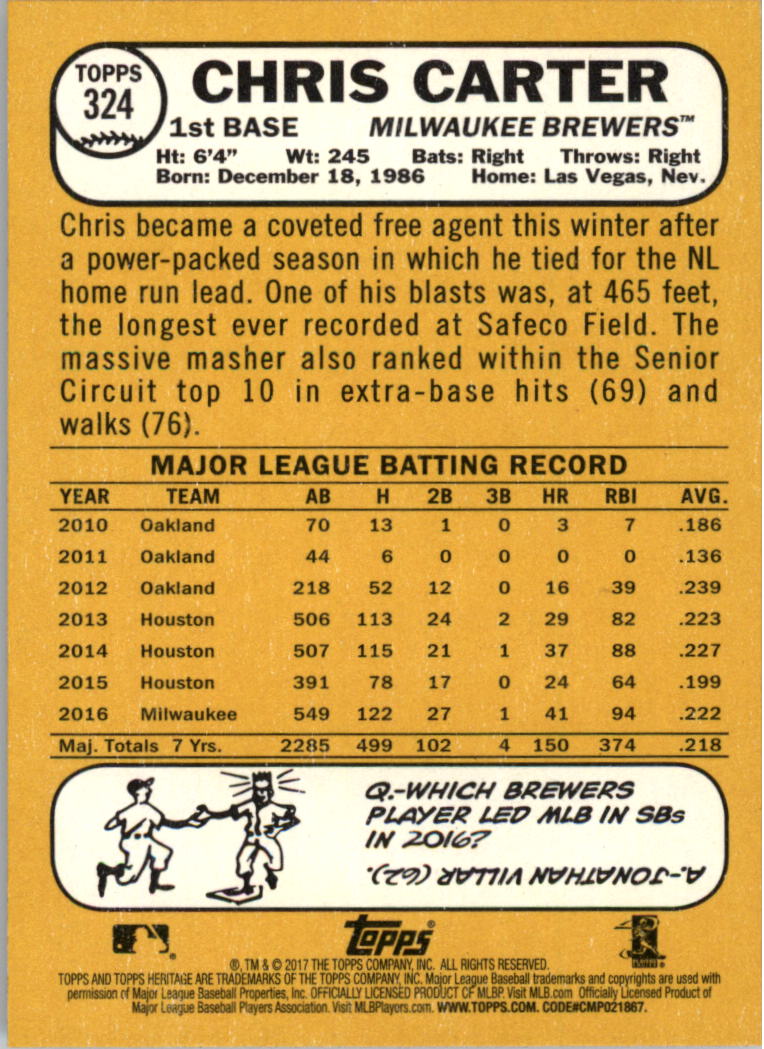 TOPPS
324
CHRIS CARTER
1st BASE MILWAUKEE BREWERS™
Ht: 6'4" Wt: 245 Bats: Right Throws: Right
Born: December 18, 1986 Home: Las Vegas, Nev.
Chris became a coveted free agent this winter after
a power-packed season in which he tied for the NL
home run lead. One of his blasts was, at 465 feet,
the longest ever recorded at Safeco Field. The
massive masher also ranked within the Senior
Circuit top 10 in extra-base hits (69) and
walks (76).
MAJOR LEAGUE BATTING RECORD
YEAR TEAM AB H 2B 3B HR RBI AVG.
2010 Oakland 70 13 1 0 3 7 .186
2011 Oakland 44 6 0 0 0 0 .136
2012 Oakland 218 52 12 0 16 39 .239
2013 Houston 506 113 24 2 29 82 .223
2014 Houston 507 115 21 1 37 88 .227
2015 Houston 391 78 17 0 24 64 .199
2016 Milwaukee 549 122 27 1 41 94 .222
Maj. Totals 7 Yrs. 2285 499 102 4 150 374 .218
Q.-WHICH BREWERS
PLAYER LED MLB IN SBs
IN 2016?
A.-JONATHAN VILLAR (62).
topps®
®, TM & © 2017 THE TOPPS COMPANY, INC. ALL RIGHTS RESERVED.
TOPPS AND TOPPS HERITAGE ARE TRADEMARKS OF THE TOPPS COMPANY, INC. Major League Baseball trademarks and copyrights are used with
permission of Major League Baseball Properties, Inc. OFFICIALLY LICENSED PRODUCT OF MLBP. Visit MLB.com Officially Licensed Product of
Major League Baseball Players Association. Visit MLBPlayers.com. WWW.TOPPS.COM. CODE#CMP021867.